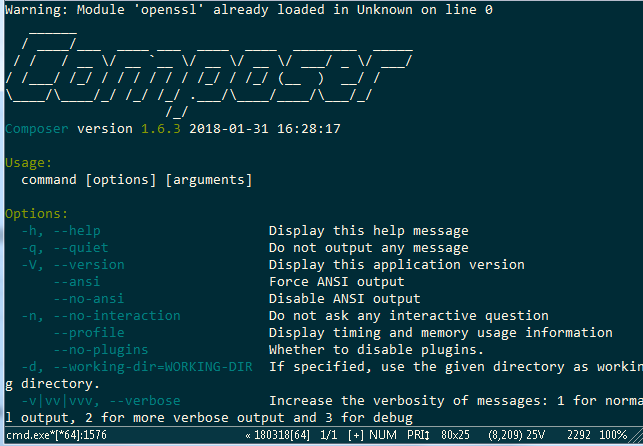 Warning: Module 'openssl' already loaded in Unknown on line 0
Composer
Composer version 1.6.3 2018-01-31 16:28:17
Usage:
command [options] [arguments]
Options:
-h, --help Display this help message
-q, --quiet Do not output any message
-V, --version Display this application version
--ansi Force ANSI output
--no-ansi Disable ANSI output
-n, --no-interaction Do not ask any interactive question
--profile Display timing and memory usage information
--no-plugins Whether to disable plugins.
-d, --working-dir=WORKING-DIR If specified, use the given directory as workin
g directory.
-v|vv|vvv, --verbose Increase the verbosity of messages: 1 for norma
l output, 2 for more verbose output and 3 for debug
cmd.exe*[*64]:1576 « 180318[64] 1/1 [+] NUM PRI↕ 80x25 (8,209) 25V 2292 100%